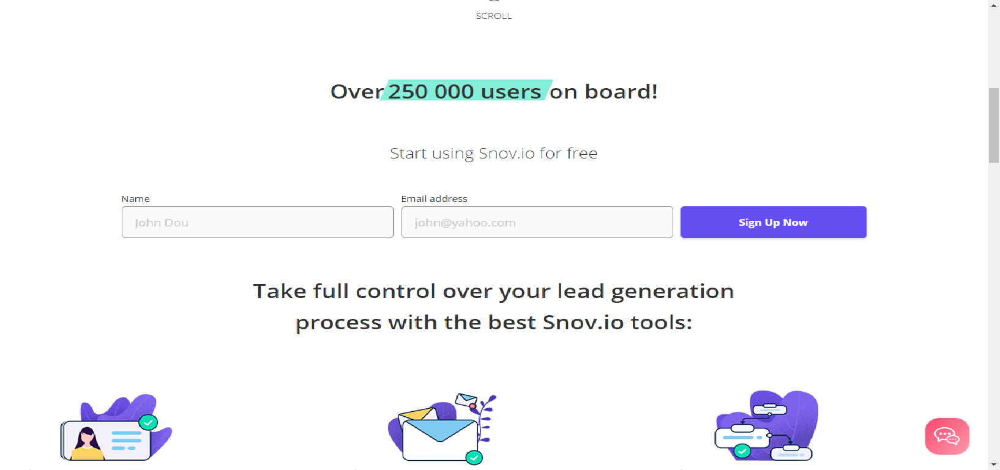 SCROLL
Over 250 000 users on board!
Start using Snov.io for free
Name
Email address
John Dou
john@yahoo.com
Sign Up Now
Take full control over your lead generation
process with the best Snov.io tools: